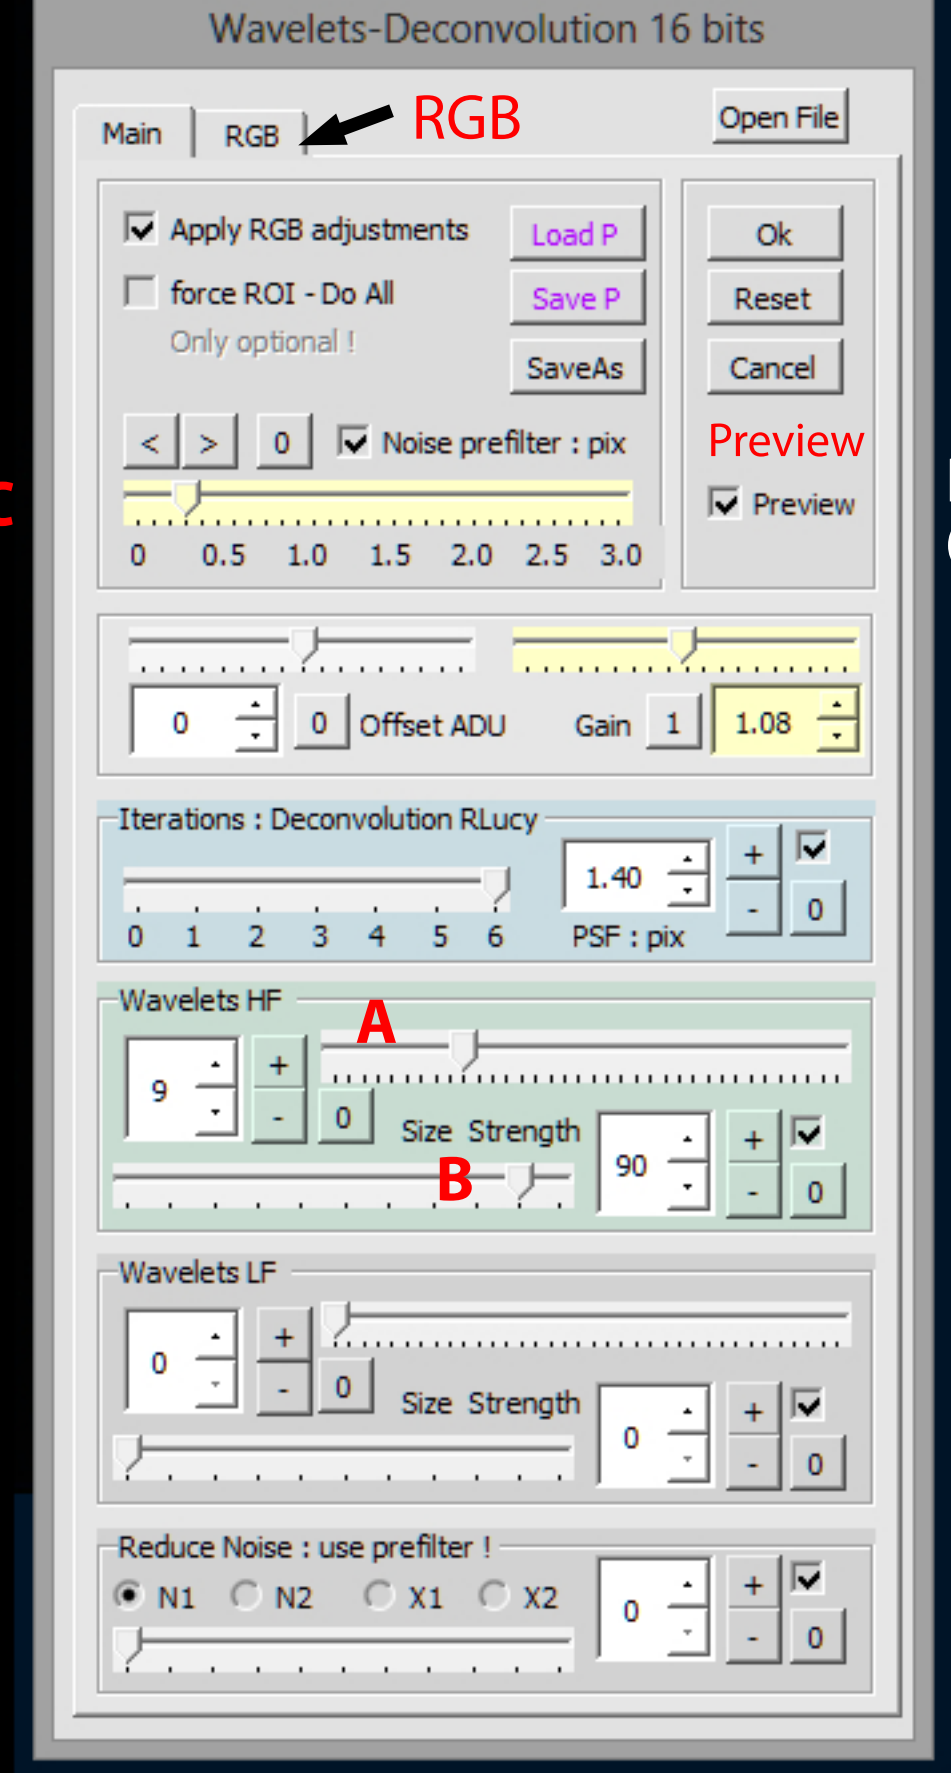 Wavelets-Deconvolution 16 bits
Main RGB RGB Open File
Apply RGB adjustments Load P Ok
force ROI - Do All Save P Reset
Only optional !
SaveAs Cancel
< > 0 Noise prefilter : pix Preview
Preview
0 0.5 1.0 1.5 2.0 2.5 3.0
0 0 Offset ADU Gain 1 1.08
Iterations : Deconvolution RLucy
1.40 + - 0
0 1 2 3 4 5 6 PSF : pix
Wavelets HF
A
9 + - 0
Size Strength 90 + - 0
B
Wavelets LF
0 + - 0
Size Strength 0 + - 0
Reduce Noise : use prefilter !
N1 N2 X1 X2 0 + - 0